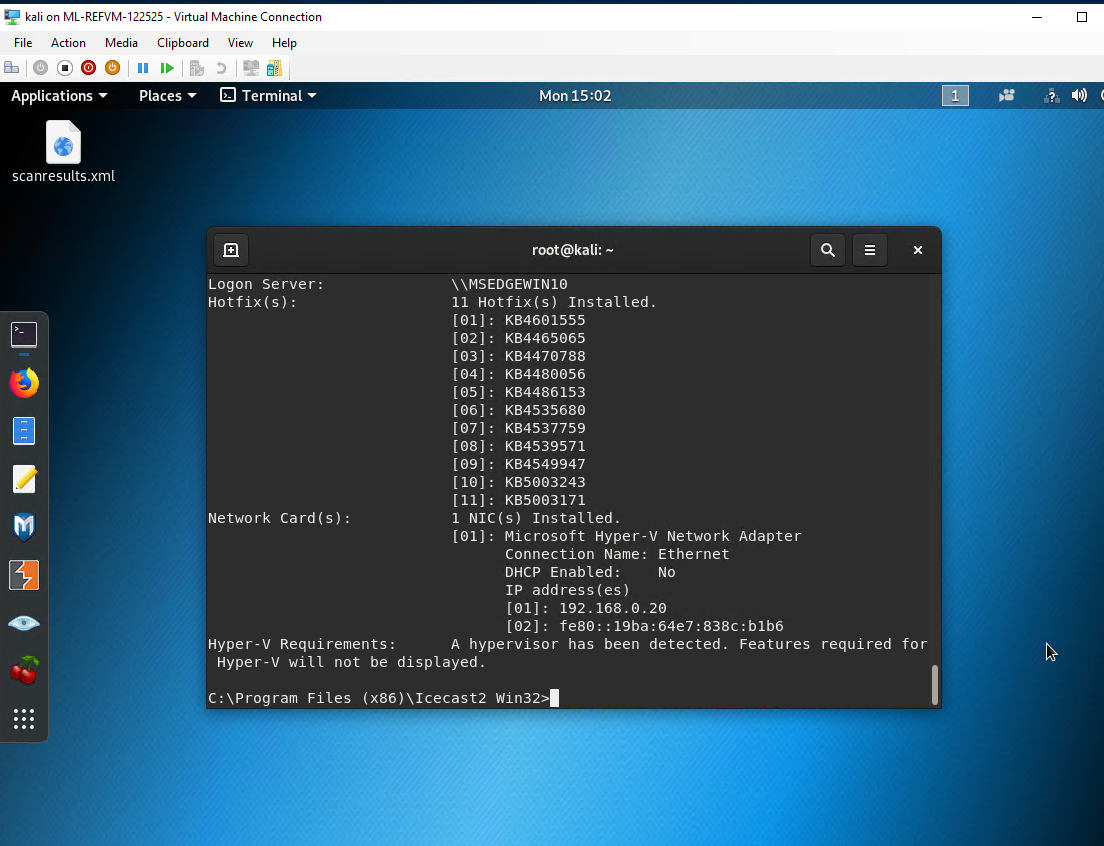 kali on ML-REFVM-122525 - Virtual Machine Connection
File Action Media Clipboard View Help
Applications Places Terminal Mon 15:02 1
scanresults.xml
root@kali: ~
Logon Server: \\MSEDGEWIN10
Hotfix(s): 11 Hotfix(s) Installed.
[01]: KB4601555
[02]: KB4465065
[03]: KB4470788
[04]: KB4480056
[05]: KB4486153
[06]: KB4535680
[07]: KB4537759
[08]: KB4539571
[09]: KB4549947
[10]: KB5003243
[11]: KB5003171
Network Card(s): 1 NIC(s) Installed.
[01]: Microsoft Hyper-V Network Adapter
Connection Name: Ethernet
DHCP Enabled: No
IP address(es)
[01]: 192.168.0.20
[02]: fe80::19ba:64e7:838c:b1b6
Hyper-V Requirements: A hypervisor has been detected. Features required for
Hyper-V will not be displayed.
C:\Program Files (x86)\Icecast2 Win32>